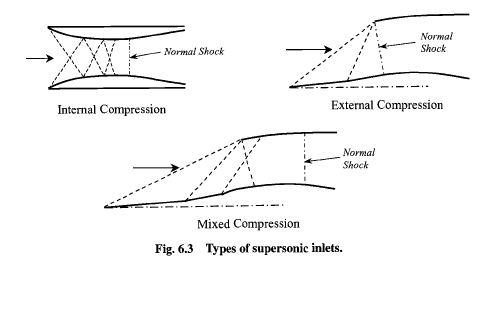 Normal Shock
Internal Compression
Normal
Shock
External Compression
Normal
Shock
Mixed Compression
Fig. 6.3 Types of supersonic inlets.